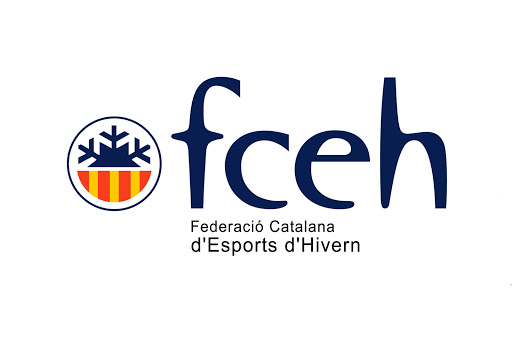 fceh
Federació Catalana
d'Esports d'Hivern